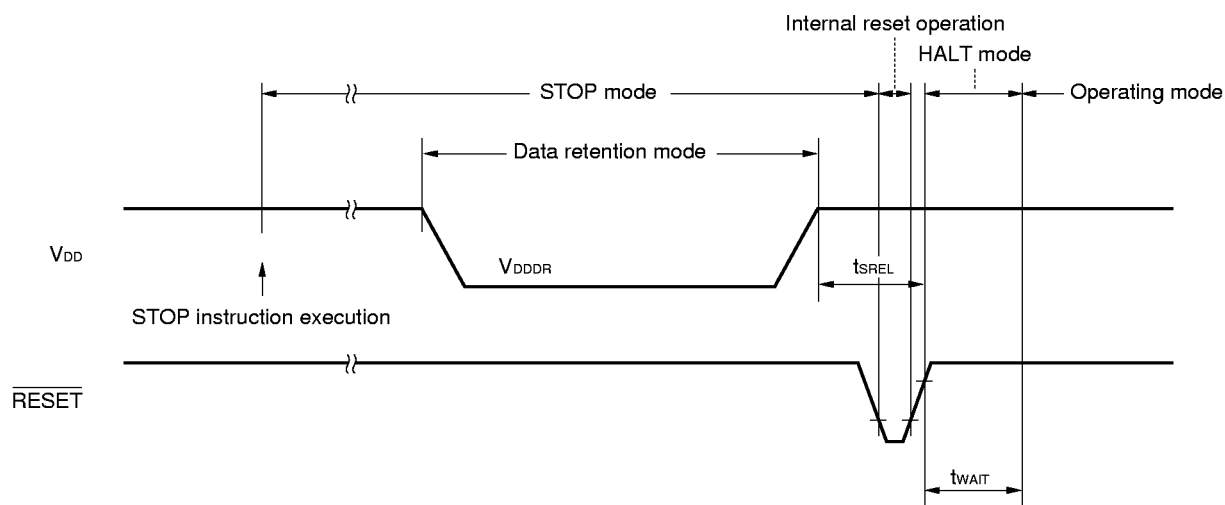 Internal reset operation
HALT mode
STOP mode
Operating mode
Data retention mode
VDD
VDDDR
tSREL
STOP instruction execution
RESET
tWAIT